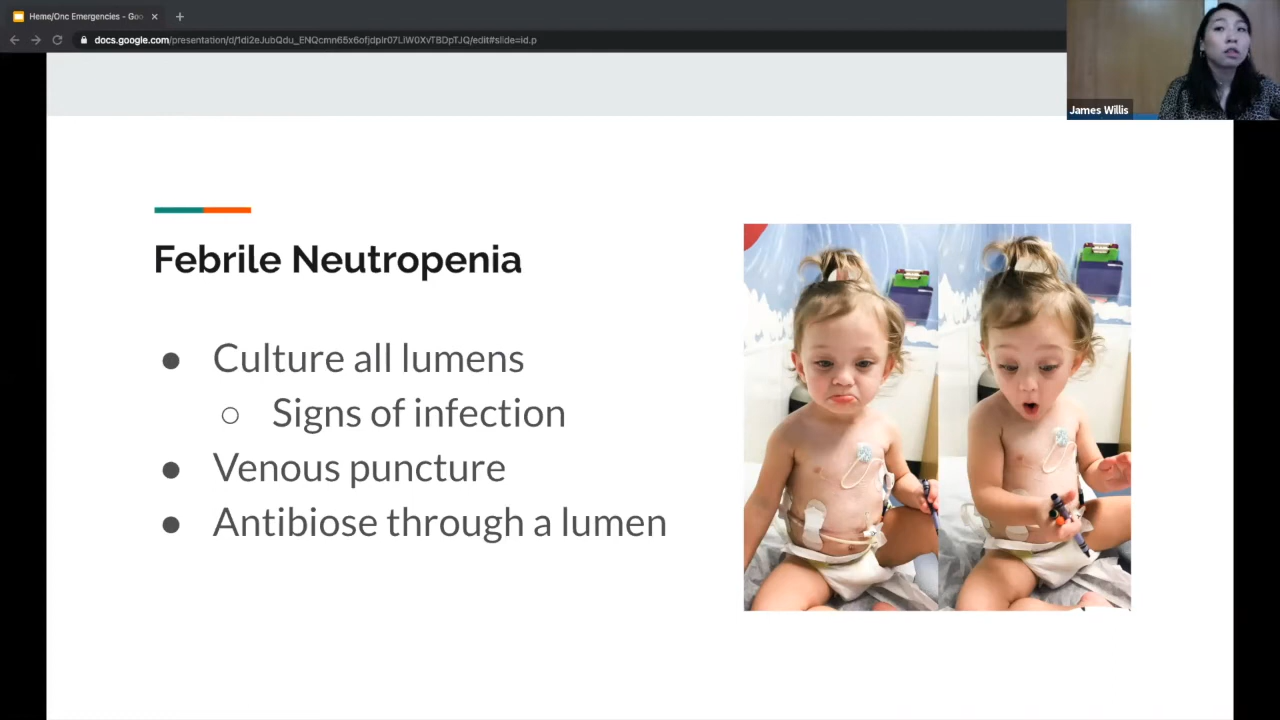 Heme/Onc Emergencies - Goo
docs.google.com/presentation/d/1di2eJubQdu_ENQcmn65x6ofjdpIr07LIW0XvTBDpTJQ/edit#slide=id.p
James Willis
Febrile Neutropenia
● Culture all lumens
○ Signs of infection
● Venous puncture
● Antibiose through a lumen